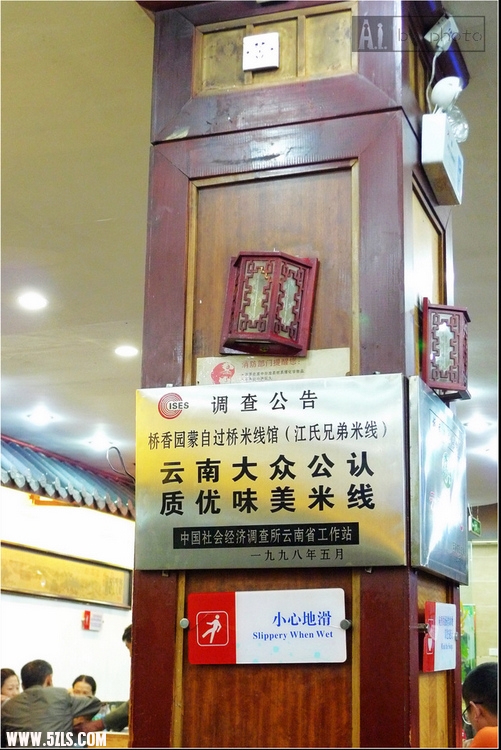 A.I. by photo
ISES 调查公告
桥香园蒙自过桥米线馆（江氏兄弟米线）
云南大众公认
质优味美米线
中国社会经济调查所云南省工作站
一九九八年五月
小心地滑
Slippery When Wet
WWW.5ZLS.COM